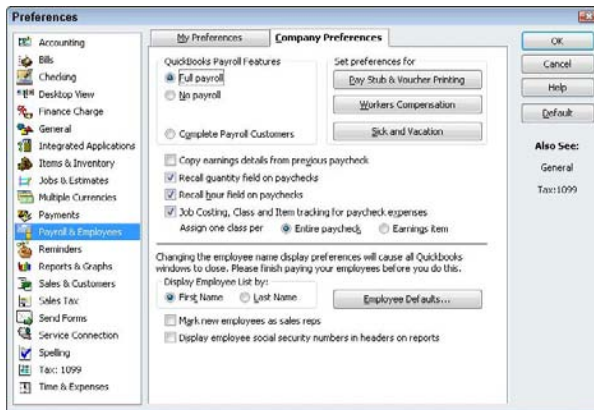 Preferences
Accounting
Bills
Checking
Desktop View
Finance Charge
General
Integrated Applications
Items & Inventory
Jobs & Estimates
Multiple Currencies
Payments
Payroll & Employees
Reminders
Reports & Graphs
Sales & Customers
Sales Tax
Send Forms
Service Connection
Spelling
Tax: 1099
Time & Expenses
My Preferences
Company Preferences
QuickBooks Payroll Features
Full payroll
No payroll
Complete Payroll Customers
Set preferences for
Pay Stub & Voucher Printing
Workers Compensation
Sick and Vacation
Copy earnings details from previous paycheck
Recall quantity field on paychecks
Recall hour field on paychecks
Job Costing, Class and Item tracking for paycheck expenses
Assign one class per Entire paycheck Earnings item
Changing the employee name display preferences will cause all Quickbooks
windows to close. Please finish paying your employees before you do this.
Display Employee List by:
First Name Last Name
Employee Defaults...
Mark new employees as sales reps
Display employee social security numbers in headers on reports
OK
Cancel
Help
Default
Also See:
General
Tax:1099